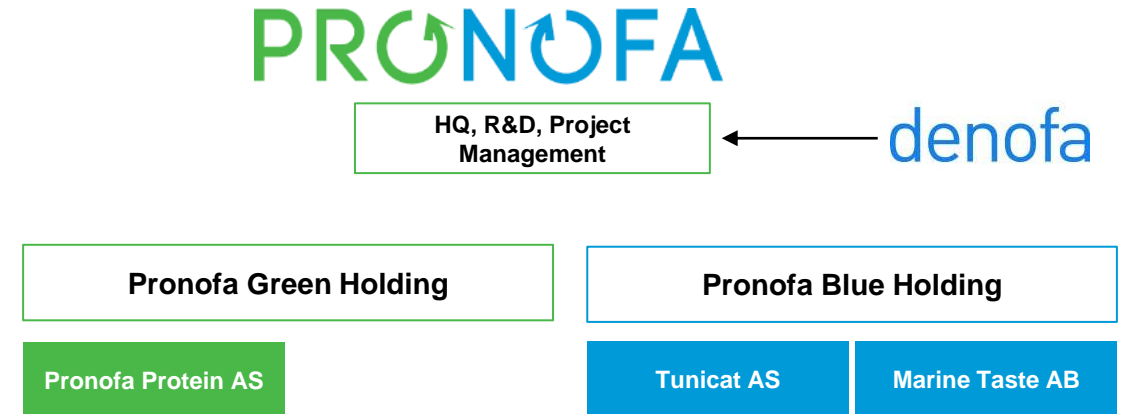 PRONOFA
HQ, R&D, Project
Management
denofa
Pronofa Green Holding
Pronofa Blue Holding
Pronofa Protein AS
Tunicat AS
Marine Taste AB